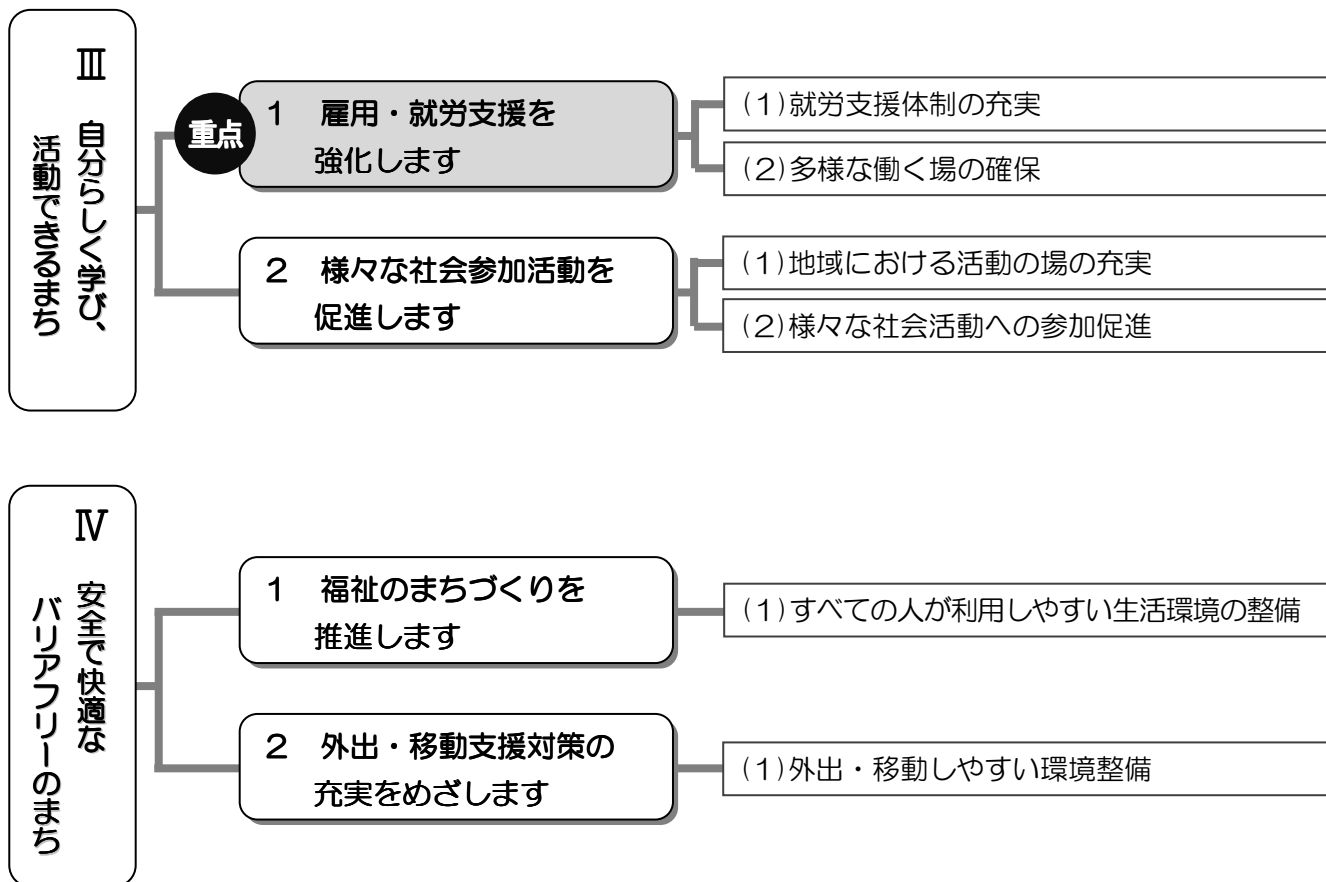 Ⅲ
自分らしく学び、
活動できるまち
重点
1　雇用・就労支援を
強化します
(1)就労支援体制の充実
(2)多様な働く場の確保
2　様々な社会参加活動を
促進します
(1)地域における活動の場の充実
(2)様々な社会活動への参加促進
Ⅳ
安全で快適な
バリアフリーのまち
1　福祉のまちづくりを
推進します
(1)すべての人が利用しやすい生活環境の整備
2　外出・移動支援対策の
充実をめざします
(1)外出・移動しやすい環境整備